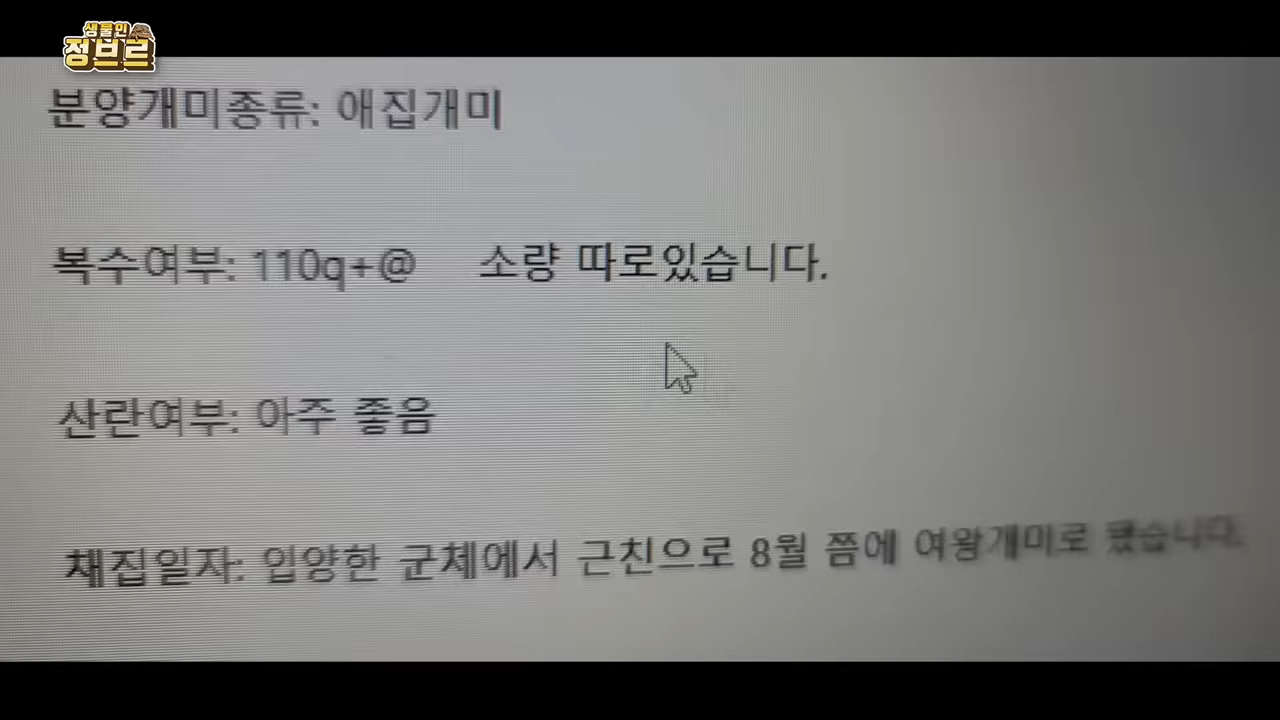 생물인
정브르
분양개미종류: 애집개미
복수여부: 110q+@ 소량 따로있습니다.
산란여부: 아주 좋음
채집일자: 입양한 군체에서 근친으로 8월 쯤에 여왕개미로 됐습니다.